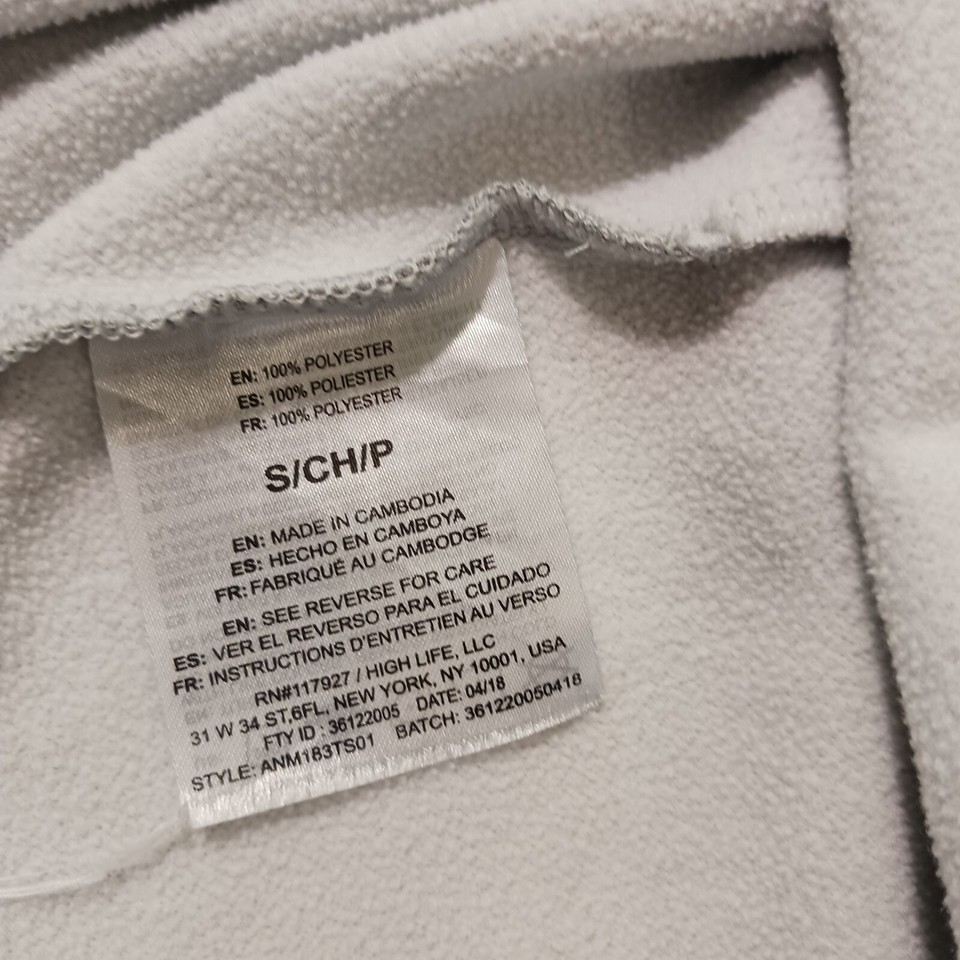 EN: 100% POLYESTER
ES: 100% POLIESTER
FR: 100% POLYESTER
S/CH/P
EN: MADE IN CAMBODIA
ES: HECHO EN CAMBOYA
FR: FABRIQUÉ AU CAMBODGE
EN: SEE REVERSE FOR CARE
ES: VER EL REVERSO PARA EL CUIDADO
FR: INSTRUCTIONS D'ENTRETIEN AU VERSO
RN#117927 / HIGH LIFE, LLC
31 W 34 ST,6FL, NEW YORK, NY 10001, USA
FTY ID : 36122005 DATE: 04/18
STYLE: ANM183TS01 BATCH: 361220050418